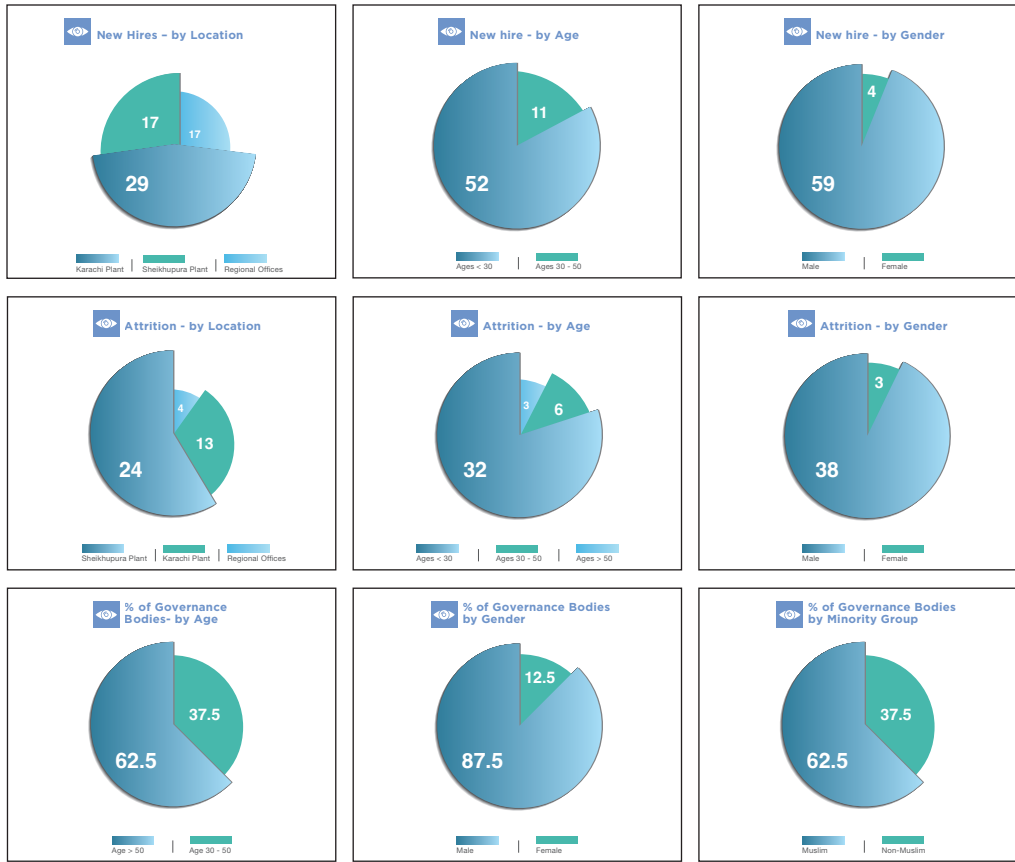 New Hires – by Location
17
17
29
Karachi Plant
Sheikhupura Plant
Regional Offices
New hire - by Age
11
52
Ages < 30
Ages 30 - 50
New hire - by Gender
4
59
Male
Female
Attrition - by Location
4
13
24
Sheikhupura Plant
Karachi Plant
Regional Offices
Attrition - by Age
3
6
32
Ages < 30
Ages 30 - 50
Ages > 50
Attrition - by Gender
3
38
Male
Female
% of Governance
Bodies- by Age
37.5
62.5
Age > 50
Age 30 - 50
% of Governance Bodies
by Gender
12.5
87.5
Male
Female
% of Governance Bodies
by Minority Group
37.5
62.5
Muslim
Non-Muslim